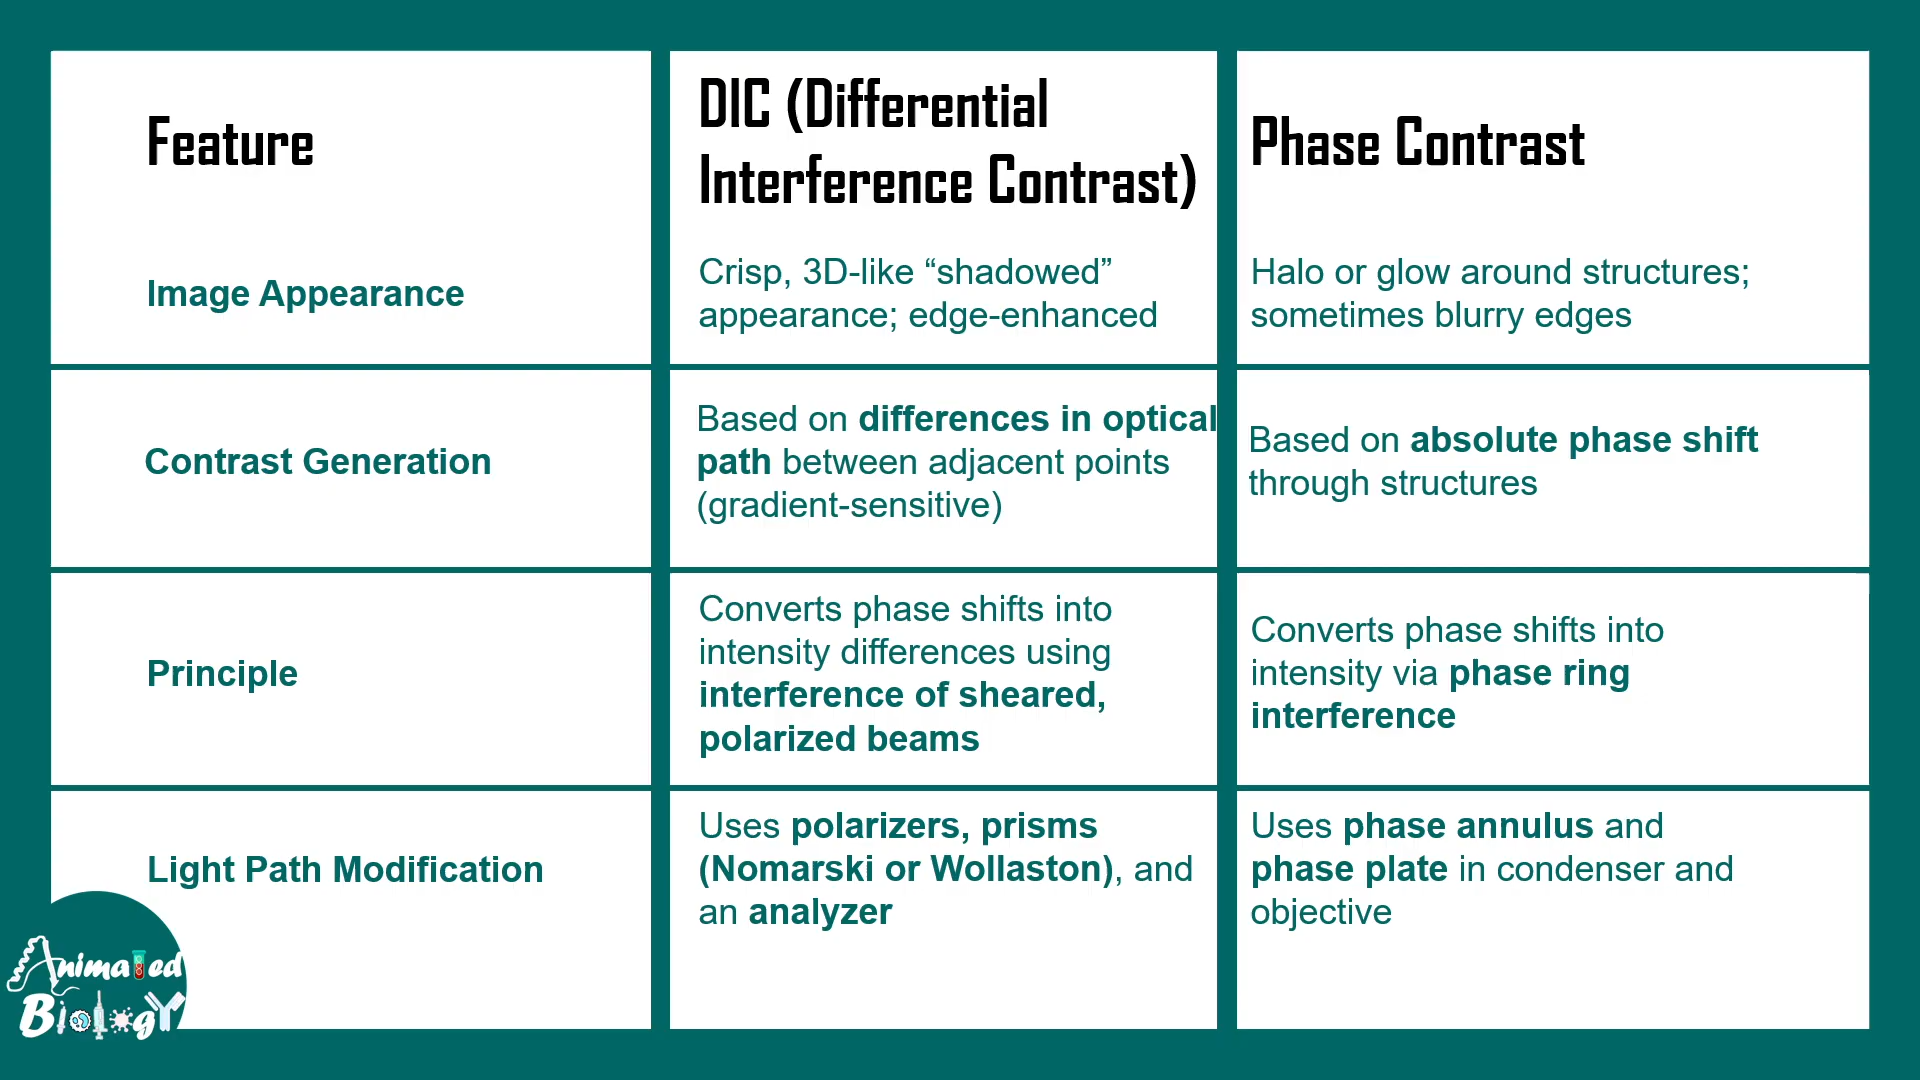 Feature
DIC (Differential
Interference Contrast)
Phase Contrast
Image Appearance
Crisp, 3D-like “shadowed”
appearance; edge-enhanced
Halo or glow around structures;
sometimes blurry edges
Contrast Generation
Based on differences in optical
path between adjacent points
(gradient-sensitive)
Based on absolute phase shift
through structures
Principle
Converts phase shifts into
intensity differences using
interference of sheared,
polarized beams
Converts phase shifts into
intensity via phase ring
interference
Light Path Modification
Uses polarizers, prisms
(Nomarski or Wollaston), and
an analyzer
Uses phase annulus and
phase plate in condenser and
objective
Animated
Biology